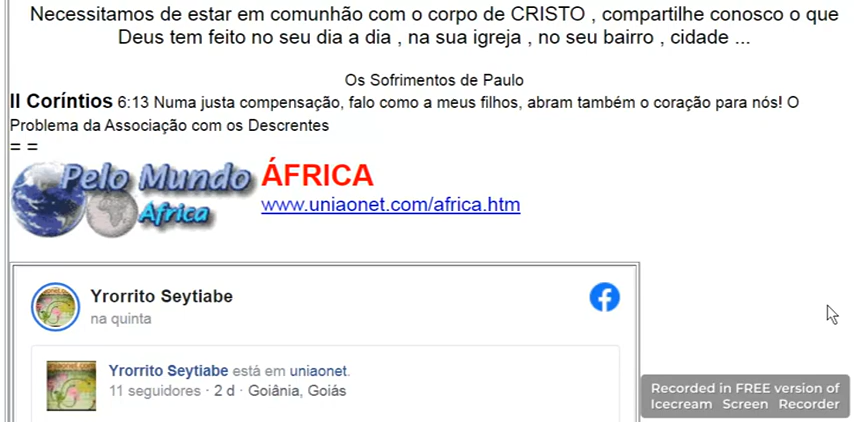 Necessitamos de estar em comunhão com o corpo de CRISTO , compartilhe conosco o que
Deus tem feito no seu dia a dia , na sua igreja , no seu bairro , cidade ...
Os Sofrimentos de Paulo
II Coríntios 6:13 Numa justa compensação, falo como a meus filhos, abram também o coração para nós! O
Problema da Associação com os Descrentes
= =
Pelo Mundo
África
ÁFRICA
www.uniaonet.com/africa.htm
Yrorrito Seytiabe
na quinta
Yrorrito Seytiabe está em uniaonet.
11 seguidores · 2 d · Goiânia, Goiás
Recorded in FREE version of
Icecream Screen Recorder